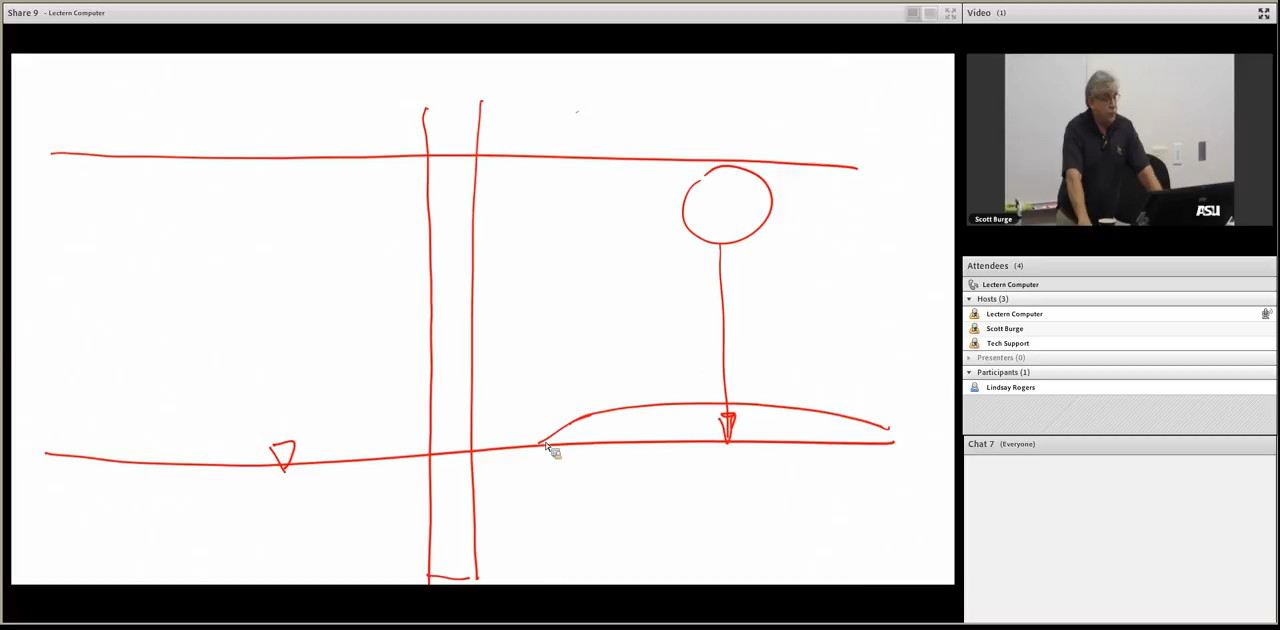 Share 9 - Lectern Computer
Video (1)
ASU
Scott Burge
Attendees (4)
Lectern Computer
Hosts (3)
Lectern Computer
Scott Burge
Tech Support
Presenters (0)
Participants (1)
Lindsay Rogers
Chat 7 (Everyone)